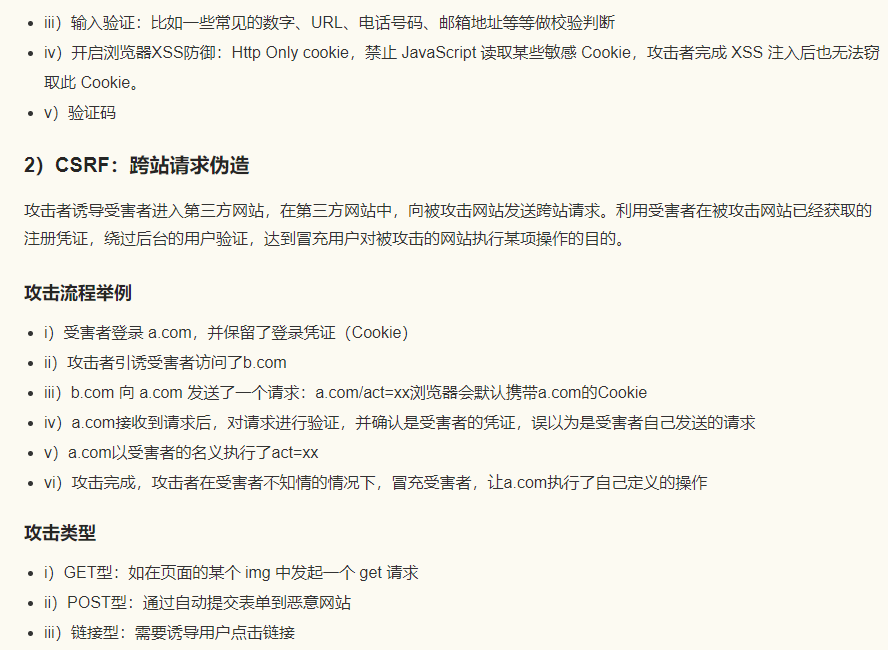 iii）输入验证：比如一些常见的数字、URL、电话号码、邮箱地址等等做校验判断
iv）开启浏览器XSS防御：Http Only cookie，禁止 JavaScript 读取某些敏感 Cookie，攻击者完成 XSS 注入后也无法窃
取此 Cookie。
v）验证码
2）CSRF：跨站请求伪造
攻击者诱导受害者进入第三方网站，在第三方网站中，向被攻击网站发送跨站请求。利用受害者在被攻击网站已经获取的
注册凭证，绕过后台的用户验证，达到冒充用户对被攻击的网站执行某项操作的目的。
攻击流程举例
i）受害者登录 a.com，并保留了登录凭证（Cookie）
ii）攻击者引诱受害者访问了b.com
iii）b.com 向 a.com 发送了一个请求：a.com/act=xx浏览器会默认携带a.com的Cookie
iv）a.com接收到请求后，对请求进行验证，并确认是受害者的凭证，误以为是受害者自己发送的请求
v）a.com以受害者的名义执行了act=xx
vi）攻击完成，攻击者在受害者不知情的情况下，冒充受害者，让a.com执行了自己定义的操作
攻击类型
i）GET型：如在页面的某个 img 中发起一个 get 请求
ii）POST型：通过自动提交表单到恶意网站
iii）链接型：需要诱导用户点击链接